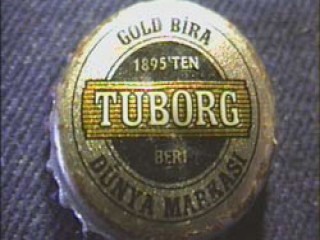 GOLD BİRA
1895'TEN
TUBORG
BERİ
DÜNYA MARKASI